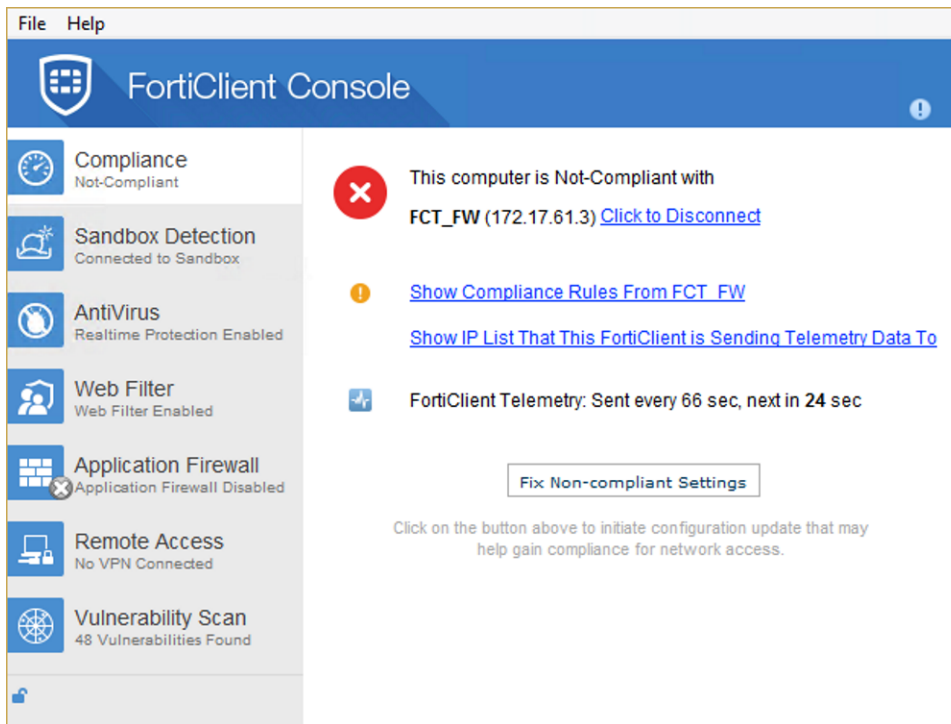 File Help
FortiClient Console
Compliance
Not-Compliant
Sandbox Detection
Connected to Sandbox
AntiVirus
Realtime Protection Enabled
Web Filter
Web Filter Enabled
Application Firewall
Application Firewall Disabled
Remote Access
No VPN Connected
Vulnerability Scan
48 Vulnerabilities Found
This computer is Not-Compliant with
FCT_FW (172.17.61.3) Click to Disconnect
Show Compliance Rules From FCT_FW
Show IP List That This FortiClient is Sending Telemetry Data To
FortiClient Telemetry: Sent every 66 sec, next in 24 sec
Fix Non-compliant Settings
Click on the button above to initiate configuration update that may
help gain compliance for network access.